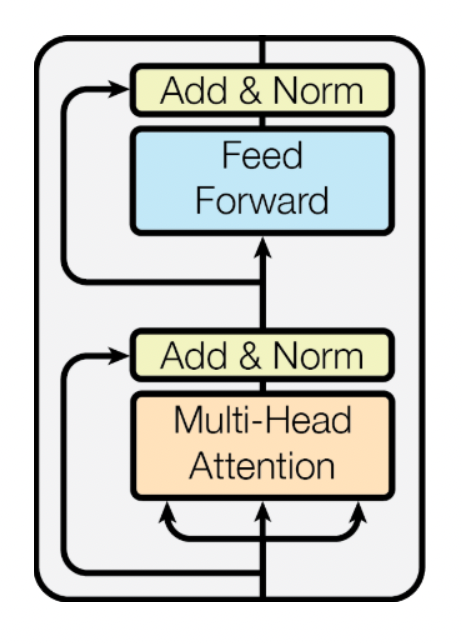 Add & Norm
Feed
Forward
Add & Norm
Multi-Head
Attention